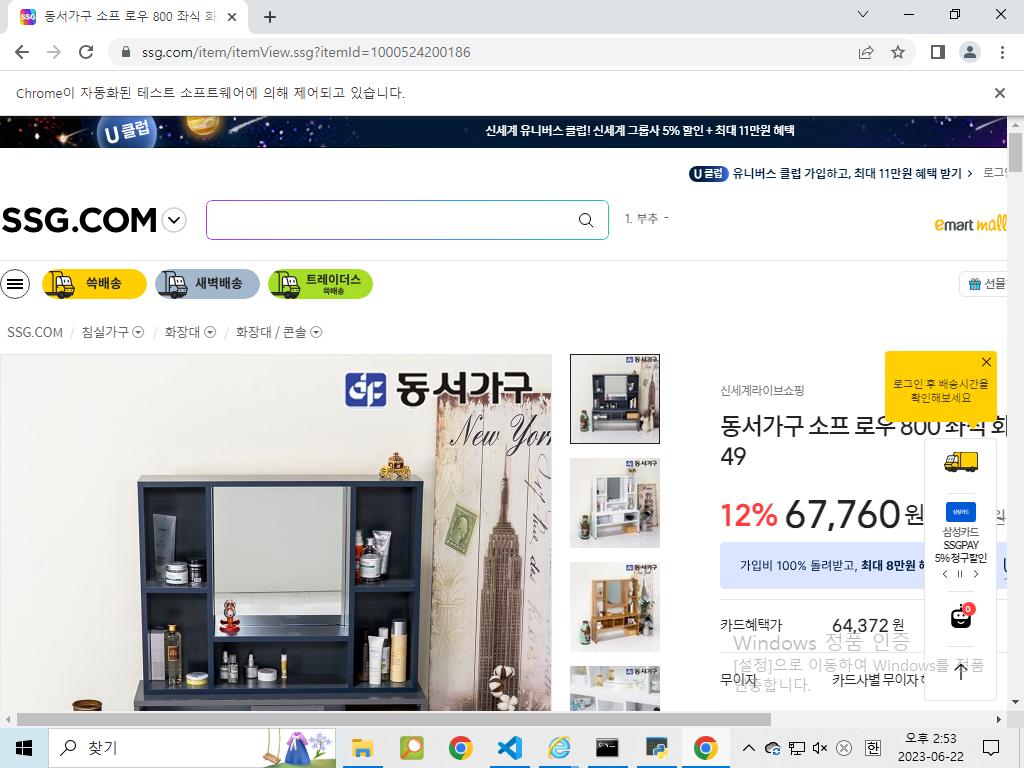 동서가구 소프 로우 800 좌식 화
ssg.com/item/itemView.ssg?itemId=1000524200186
Chrome이 자동화된 테스트 소프트웨어에 의해 제어되고 있습니다.
U 클럽
신세계 유니버스 클럽! 신세계 그룹사 5% 할인 + 최대 11만원 혜택
U 클럽 유니버스 클럽 가입하고, 최대 11만원 혜택 받기
SSG.COM
1. 부추 -
emart mall
쓱배송
새벽배송
트레이더스
쓱배송
선물
SSG.COM / 침실가구 / 화장대 / 화장대 / 콘솔
동서가구
New York
신세계라이브쇼핑
로그인 후 배송시간을
확인해보세요
동서가구 소프 로우 800 좌식 화
49
12% 67,760원
삼성카드
삼성카드
SSGPAY
5% 청구할인
가입비 100% 돌려받고, 최대 8만원
카드혜택가 64,372 원
0
Windows 정품 인증
[설정]으로 이동하여 Windows를 정품
인증합니다.
무이자 카드사별 무이자
찾기
오후 2:53
2023-06-22
한